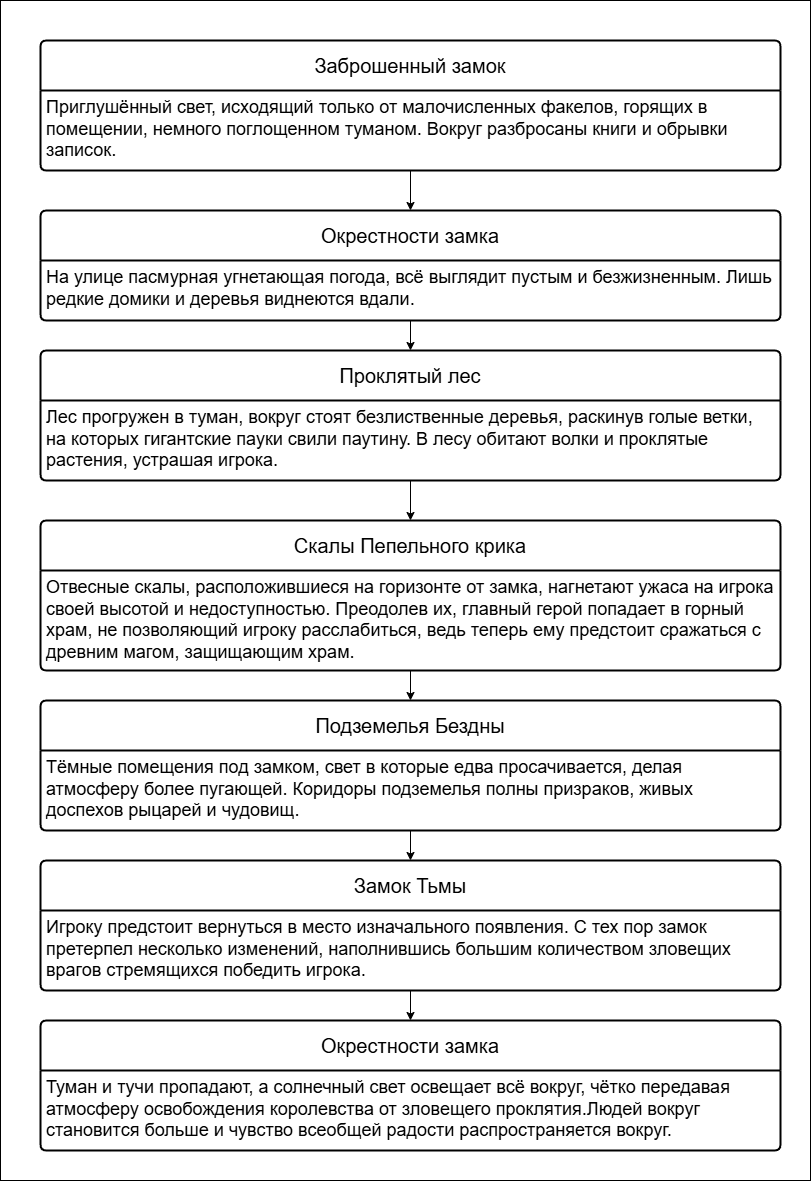 Заброшенный замок
Приглушённый свет, исходящий только от малочисленных факелов, горящих в
помещении, немного поглощенном туманом. Вокруг разбросаны книги и обрывки
записок.
Окрестности замка
На улице пасмурная угнетающая погода, всё выглядит пустым и безжизненным. Лишь
редкие домики и деревья виднеются вдали.
Проклятый лес
Лес прогружен в туман, вокруг стоят безлиственные деревья, раскинув голые ветки,
на которых гигантские пауки свили паутину. В лесу обитают волки и проклятые
растения, устрашая игрока.
Скалы Пепельного крика
Отвесные скалы, расположившиеся на горизонте от замка, нагнетают ужаса на игрока
своей высотой и недоступностью. Преодолев их, главный герой попадает в горный
храм, не позволяющий игроку расслабиться, ведь теперь ему предстоит сражаться с
древним магом, защищающим храм.
Подземелья Бездны
Тёмные помещения под замком, свет в которые едва просачивается, делая
атмосферу более пугающей. Коридоры подземелья полны призраков, живых
доспехов рыцарей и чудовищ.
Замок Тьмы
Игроку предстоит вернуться в место изначального появления. С тех пор замок
претерпел несколько изменений, наполнившись большим количеством зловещих
врагов стремящихся победить игрока.
Окрестности замка
Туман и тучи пропадают, а солнечный свет освещает всё вокруг, чётко передавая
атмосферу освобождения королевства от зловещего проклятия.Людей вокруг
становится больше и чувство всеобщей радости распространяется вокруг.